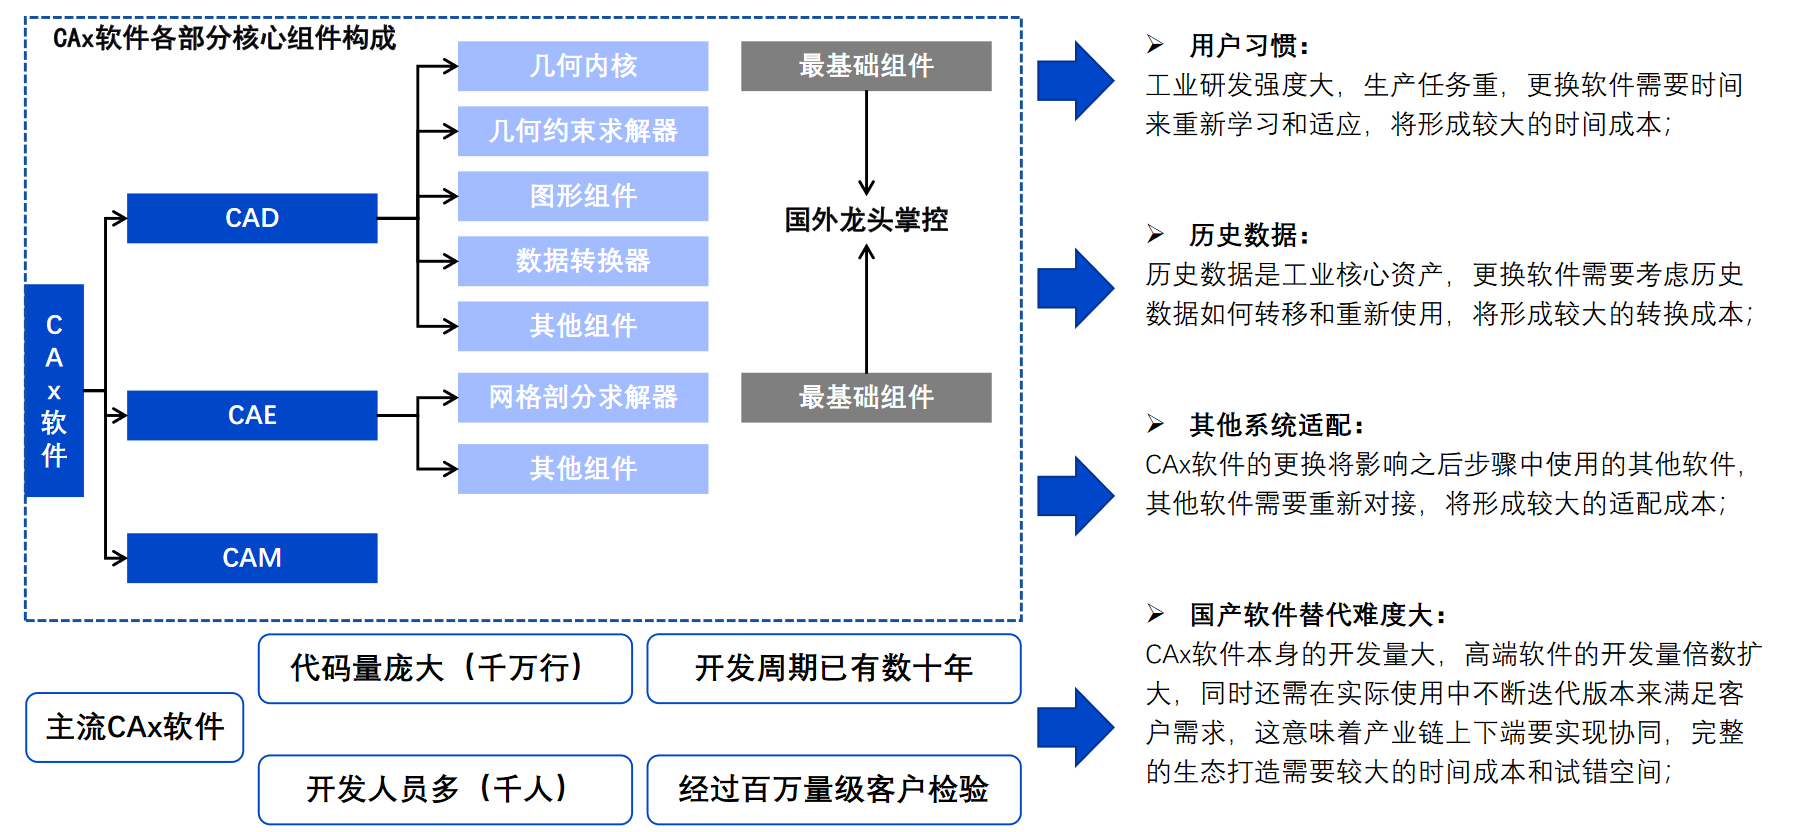 CAx软件各部分核心组件构成
CAx软件
CAD
CAE
CAM
几何内核
几何约束求解器
图形组件
数据转换器
其他组件
网格剖分求解器
其他组件
最基础组件
国外龙头掌控
最基础组件
主流CAx软件
代码量庞大（千万行）
开发周期已有数十年
开发人员多（千人）
经过百万量级客户检验
➢ 用户习惯：
工业研发强度大，生产任务重，更换软件需要时间
来重新学习和适应，将形成较大的时间成本；
➢ 历史数据：
历史数据是工业核心资产，更换软件需要考虑历史
数据如何转移和重新使用，将形成较大的转换成本；
➢ 其他系统适配：
CAx软件的更换将影响之后步骤中使用的其他软件，
其他软件需要重新对接，将形成较大的适配成本；
➢ 国产软件替代难度大：
CAx软件本身的开发量大，高端软件的开发量倍数扩
大，同时还需在实际使用中不断迭代版本来满足客
户需求，这意味着产业链上下端要实现协同，完整
的生态打造需要较大的时间成本和试错空间；